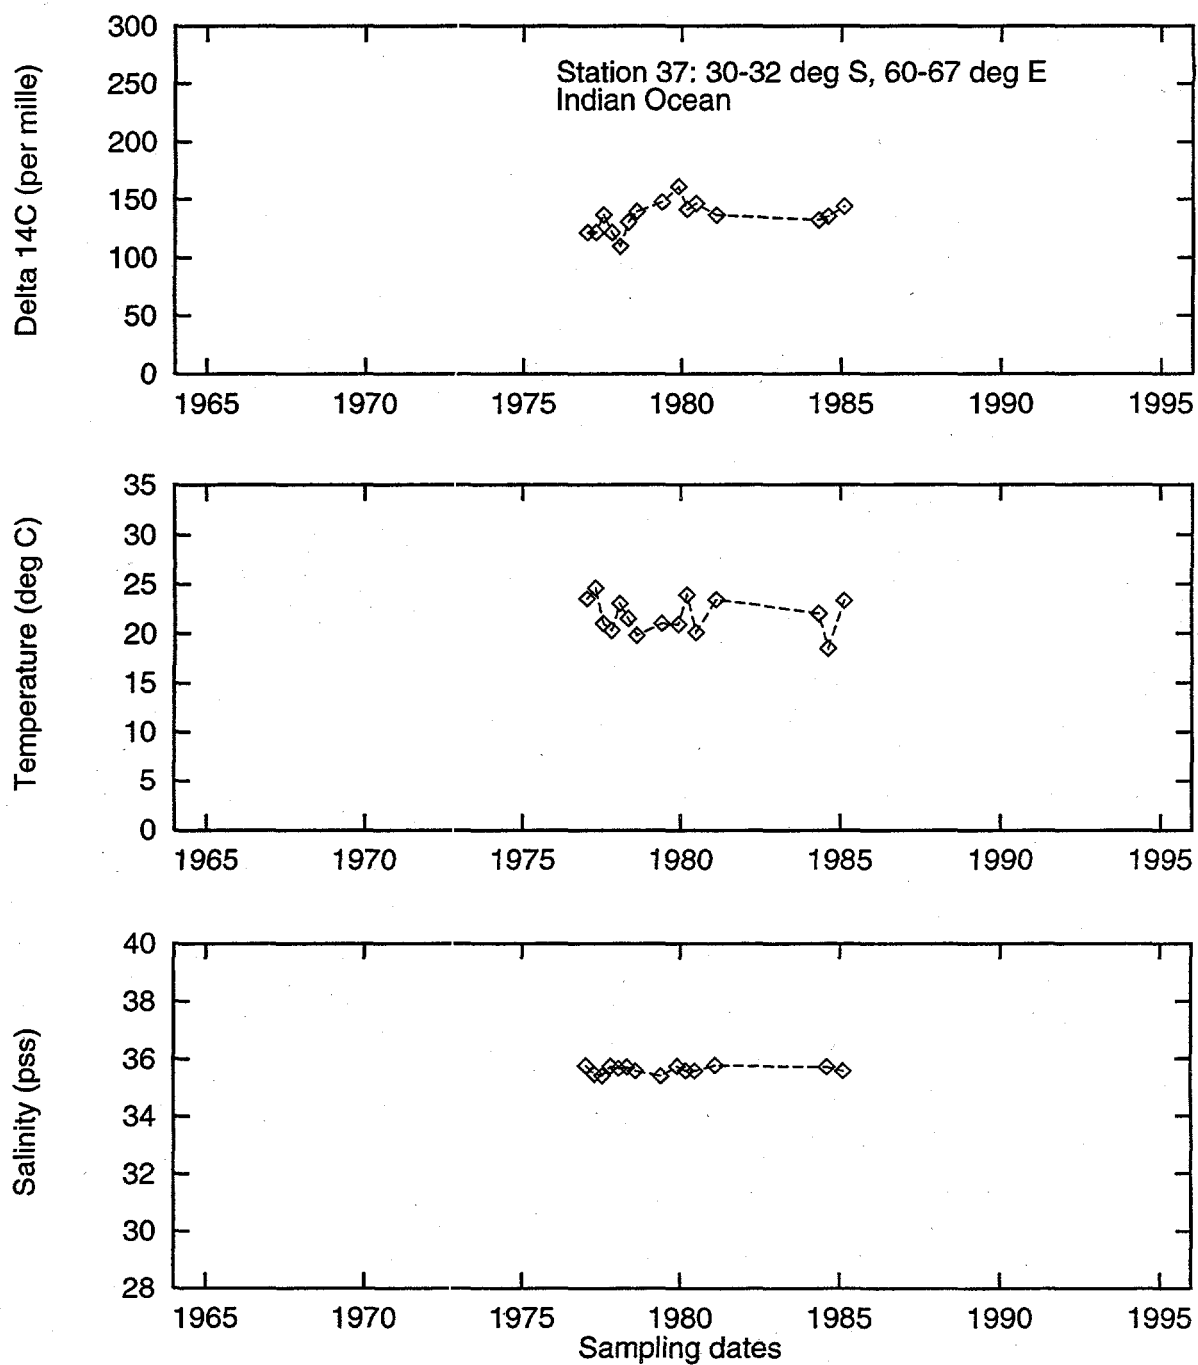 300
250
200
150
100
50
0
Delta 14C (per mille)
Station 37: 30-32 deg S, 60-67 deg E
Indian Ocean
1965 1970 1975 1980 1985 1990 1995
35
30
25
20
15
10
5
0
Temperature (deg C)
1965 1970 1975 1980 1985 1990 1995
40
38
36
34
32
30
28
Salinity (pss)
1965 1970 1975 1980 1985 1990 1995
Sampling dates